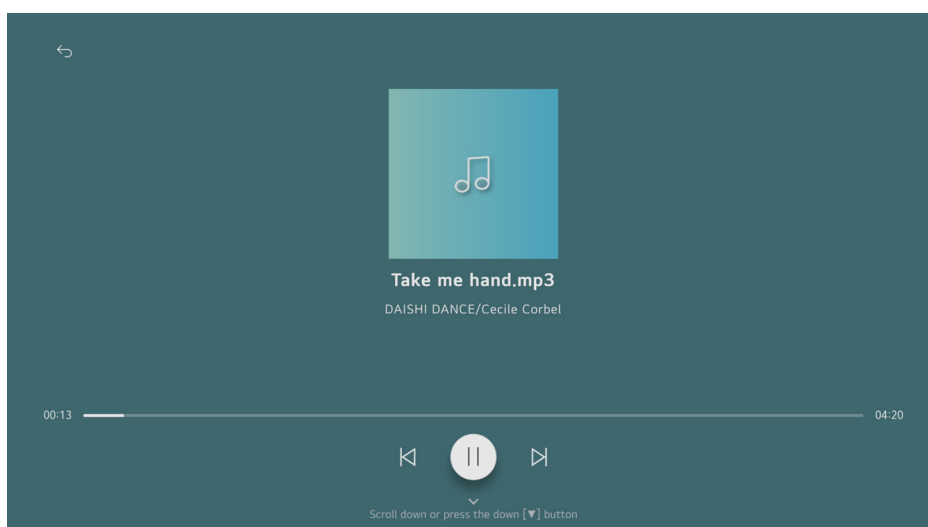 Take me hand.mp3
DAISHI DANCE/Cecile Corbel
00:13 04:20
Scroll down or press the down [▼] button